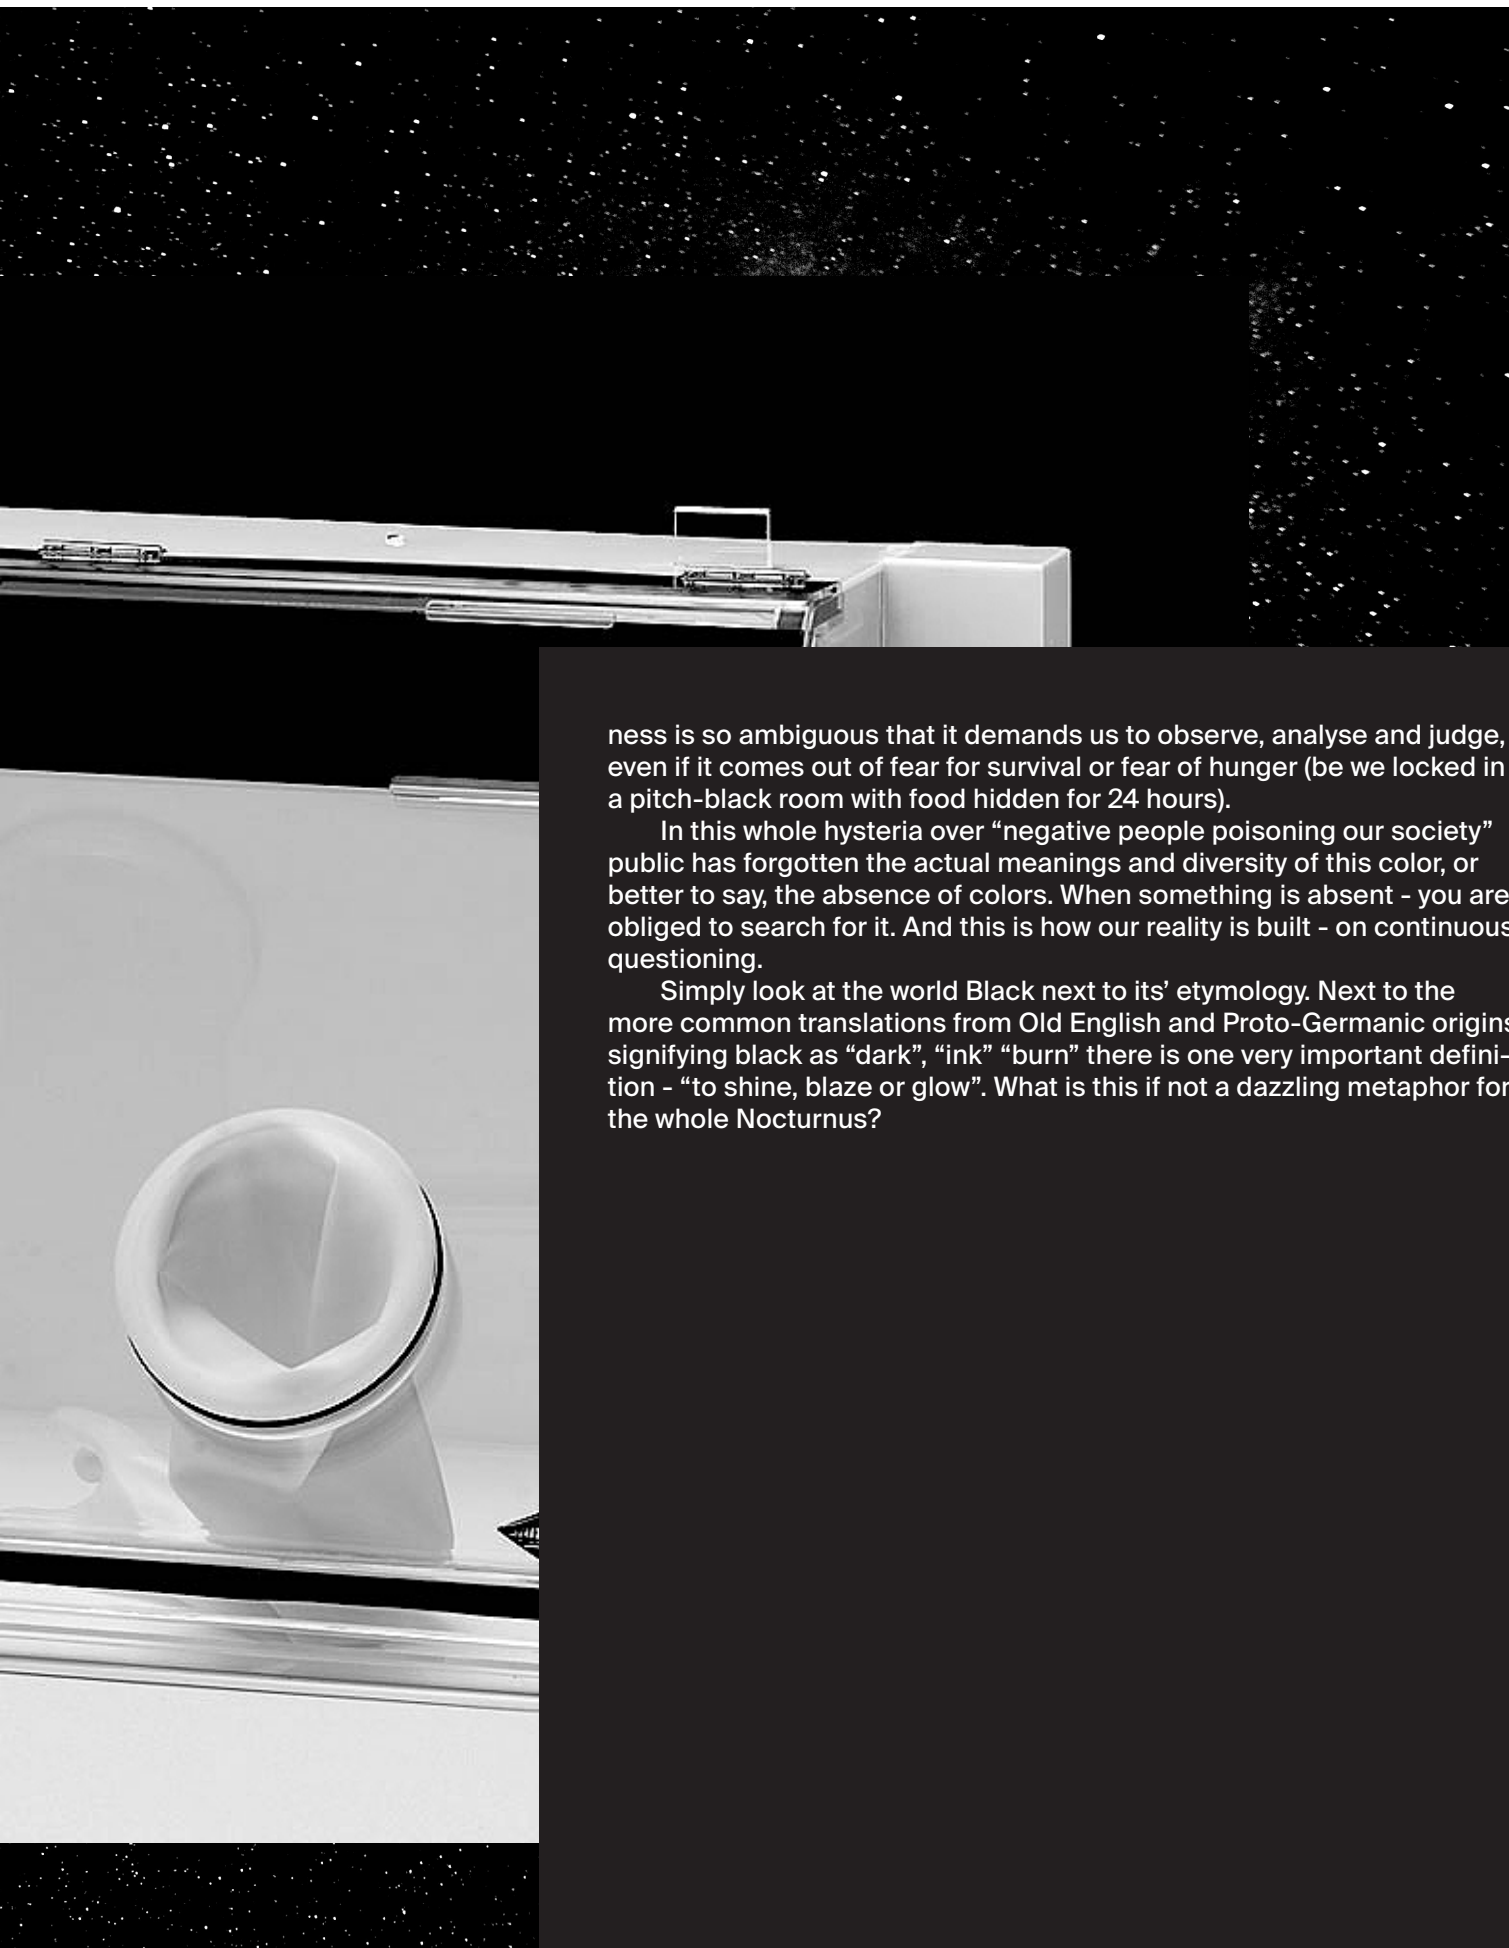 ness is so ambiguous that it demands us to observe, analyse and judge,
even if it comes out of fear for survival or fear of hunger (be we locked in
a pitch-black room with food hidden for 24 hours).
In this whole hysteria over “negative people poisoning our society”
public has forgotten the actual meanings and diversity of this color, or
better to say, the absence of colors. When something is absent - you are
obliged to search for it. And this is how our reality is built - on continuous
questioning.
Simply look at the world Black next to its’ etymology. Next to the
more common translations from Old English and Proto-Germanic origins
signifying black as “dark”, “ink” “burn” there is one very important defini-
tion - “to shine, blaze or glow”. What is this if not a dazzling metaphor for
the whole Nocturnus?